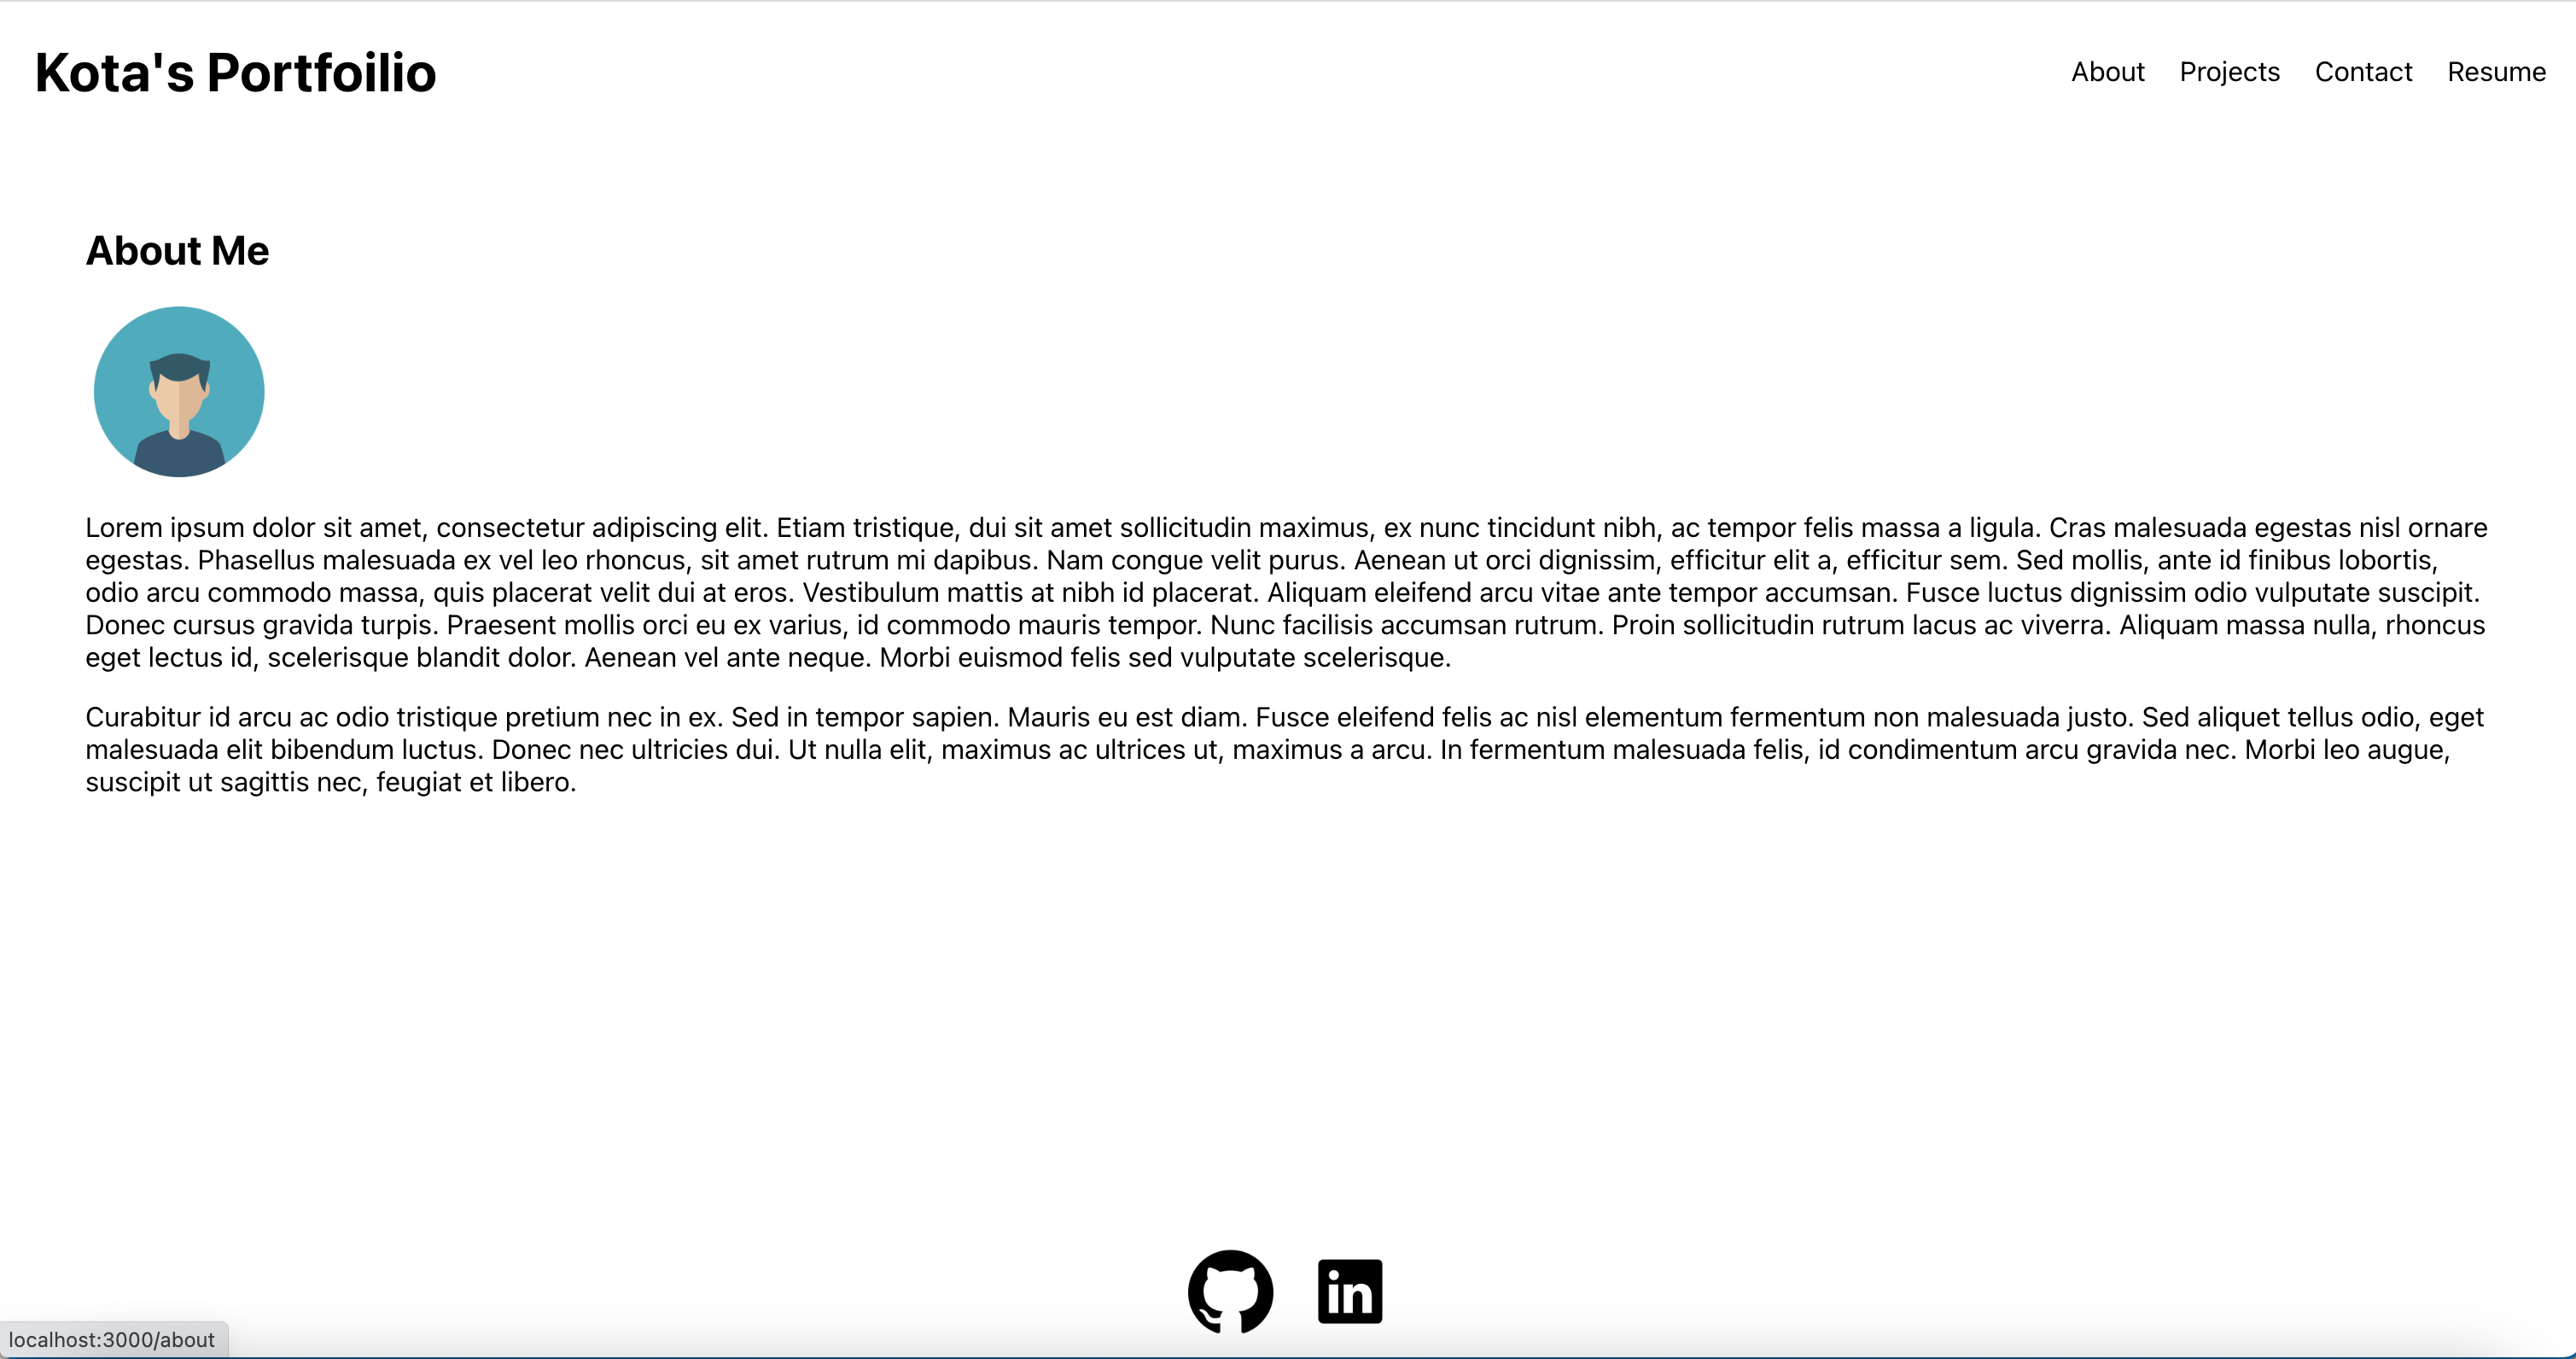 Kota's Portfoilio
About Projects Contact Resume
About Me
Lorem ipsum dolor sit amet, consectetur adipiscing elit. Etiam tristique, dui sit amet sollicitudin maximus, ex nunc tincidunt nibh, ac tempor felis massa a ligula. Cras malesuada egestas nisl ornare
egestas. Phasellus malesuada ex vel leo rhoncus, sit amet rutrum mi dapibus. Nam congue velit purus. Aenean ut orci dignissim, efficitur elit a, efficitur sem. Sed mollis, ante id finibus lobortis,
odio arcu commodo massa, quis placerat velit dui at eros. Vestibulum mattis at nibh id placerat. Aliquam eleifend arcu vitae ante tempor accumsan. Fusce luctus dignissim odio vulputate suscipit.
Donec cursus gravida turpis. Praesent mollis orci eu ex varius, id commodo mauris tempor. Nunc facilisis accumsan rutrum. Proin sollicitudin rutrum lacus ac viverra. Aliquam massa nulla, rhoncus
eget lectus id, scelerisque blandit dolor. Aenean vel ante neque. Morbi euismod felis sed vulputate scelerisque.
Curabitur id arcu ac odio tristique pretium nec in ex. Sed in tempor sapien. Mauris eu est diam. Fusce eleifend felis ac nisl elementum fermentum non malesuada justo. Sed aliquet tellus odio, eget
malesuada elit bibendum luctus. Donec nec ultricies dui. Ut nulla elit, maximus ac ultrices ut, maximus a arcu. In fermentum malesuada felis, id condimentum arcu gravida nec. Morbi leo augue,
suscipit ut sagittis nec, feugiat et libero.
in
localhost:3000/about